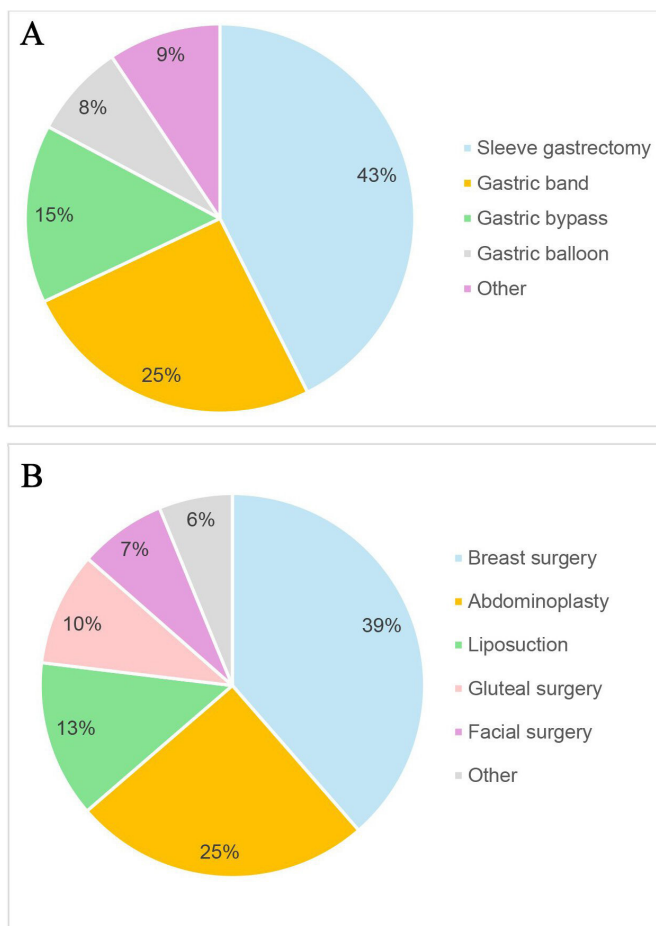 A
9%
8%
43%
15%
25%
Sleeve gastrectomy
Gastric band
Gastric bypass
Gastric balloon
Other
B
6%
7%
39%
10%
13%
25%
Breast surgery
Abdominoplasty
Liposuction
Gluteal surgery
Facial surgery
Other